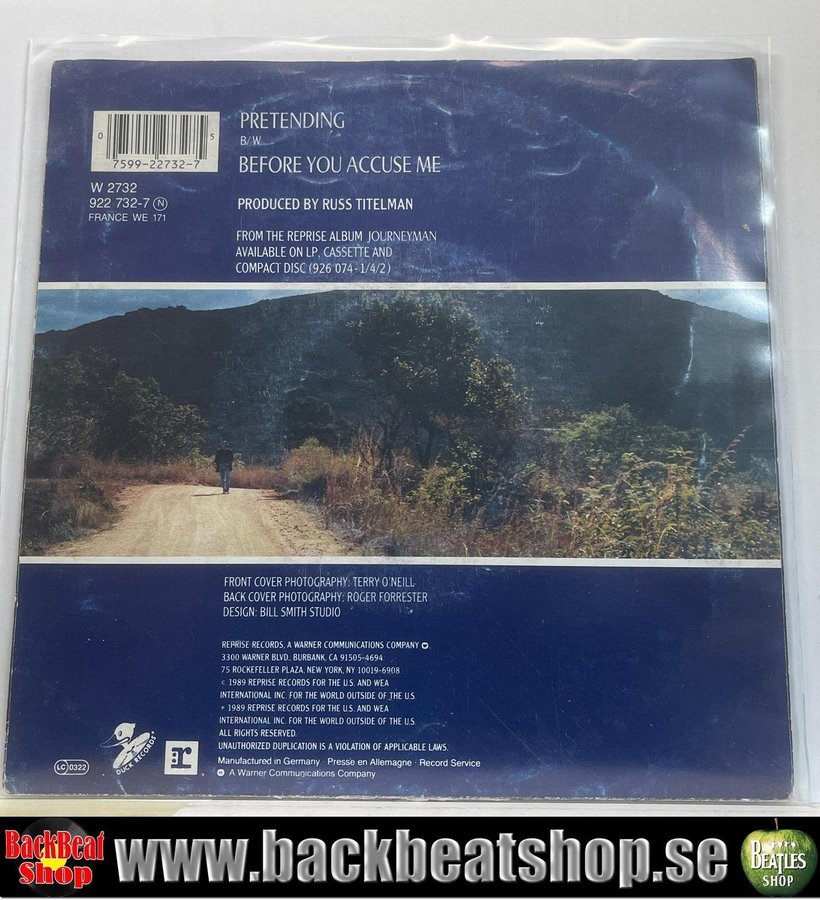 PRETENDING
B/W
BEFORE YOU ACCUSE ME
0 7599-22732-7 5
W 2732
922 732-7 N
FRANCE WE 171
PRODUCED BY RUSS TITELMAN
FROM THE REPRISE ALBUM JOURNEYMAN
AVAILABLE ON LP, CASSETTE AND
COMPACT DISC (926 074-1/4/2)
FRONT COVER PHOTOGRAPHY: TERRY O'NEILL
BACK COVER PHOTOGRAPHY: ROGER FORRESTER
DESIGN: BILL SMITH STUDIO
REPRISE RECORDS, A WARNER COMMUNICATIONS COMPANY
3300 WARNER BLVD., BURBANK, CA 91505-4694
75 ROCKEFELLER PLAZA, NEW YORK, NY 10019-6908
© 1989 REPRISE RECORDS FOR THE U.S. AND WEA
INTERNATIONAL INC. FOR THE WORLD OUTSIDE OF THE U.S.
℗ 1989 REPRISE RECORDS FOR THE U.S. AND WEA
INTERNATIONAL INC. FOR THE WORLD OUTSIDE OF THE U.S.
ALL RIGHTS RESERVED.
UNAUTHORIZED DUPLICATION IS A VIOLATION OF APPLICABLE LAWS.
Manufactured in Germany · Presse en Allemagne · Record Service
A Warner Communications Company
LC 0322
DUCK RECORDS
r
BackBeat
Shop
www.backbeatshop.se
BEATLES
SHOP